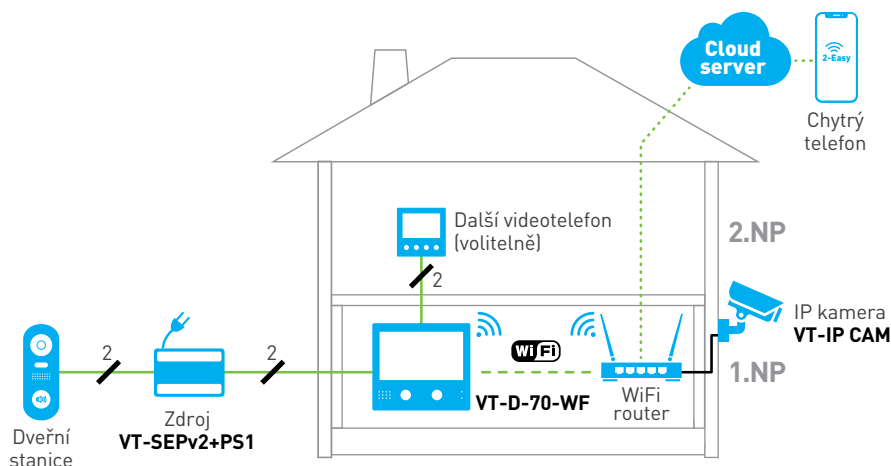 Cloud
server
2-Easy
Chytrý
telefon
Další videotelefon
(volitelně)
2.NP
2
IP kamera
VT-IP CAM
2
2
WiFi
1.NP
VT-D-70-WF
WiFi
router
Zdroj
VT-SEPv2+PS1
Dveřní
stanice